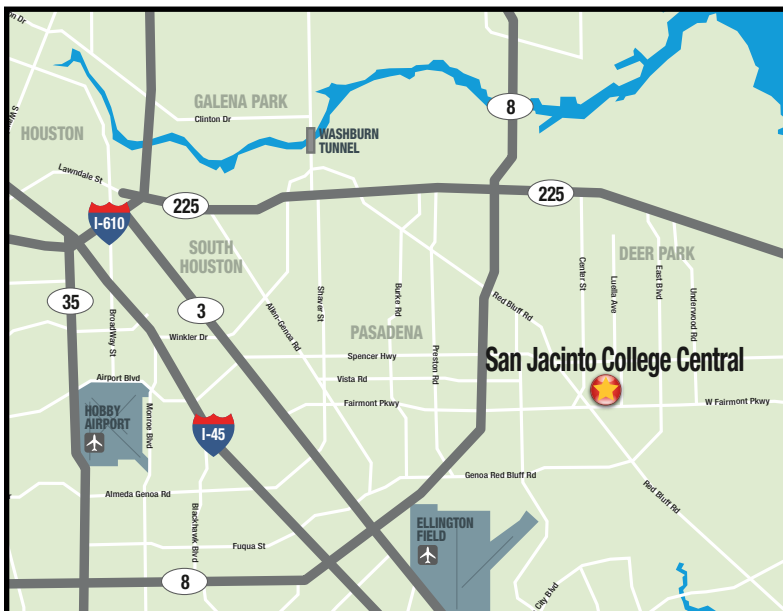 on Dr
S Way
GALENA PARK
Clinton Dr
8
HOUSTON
WASHBURN
TUNNEL
Lawndale St
225
225
I-610
SOUTH
HOUSTON
DEER PARK
Center St
Luella Ave
East Blvd
Underwood Rd
35
3
BroadWay St
Winkler Dr
Allen-Genoa Rd
Shaver St
Burke Rd
Red Bluff Rd
PASADENA
Preston Rd
Spencer Hwy
San Jacinto College Central
Airport Blvd
Vista Rd
Fairmont Pkwy
W Fairmont Pkwy
HOBBY
AIRPORT
Monroe Blvd
I-45
Genoa Red Bluff Rd
Red Bluff Rd
Almeda Genoa Rd
Blackhawk Blvd
ELLINGTON
FIELD
Fuqua St
8
City Blvd